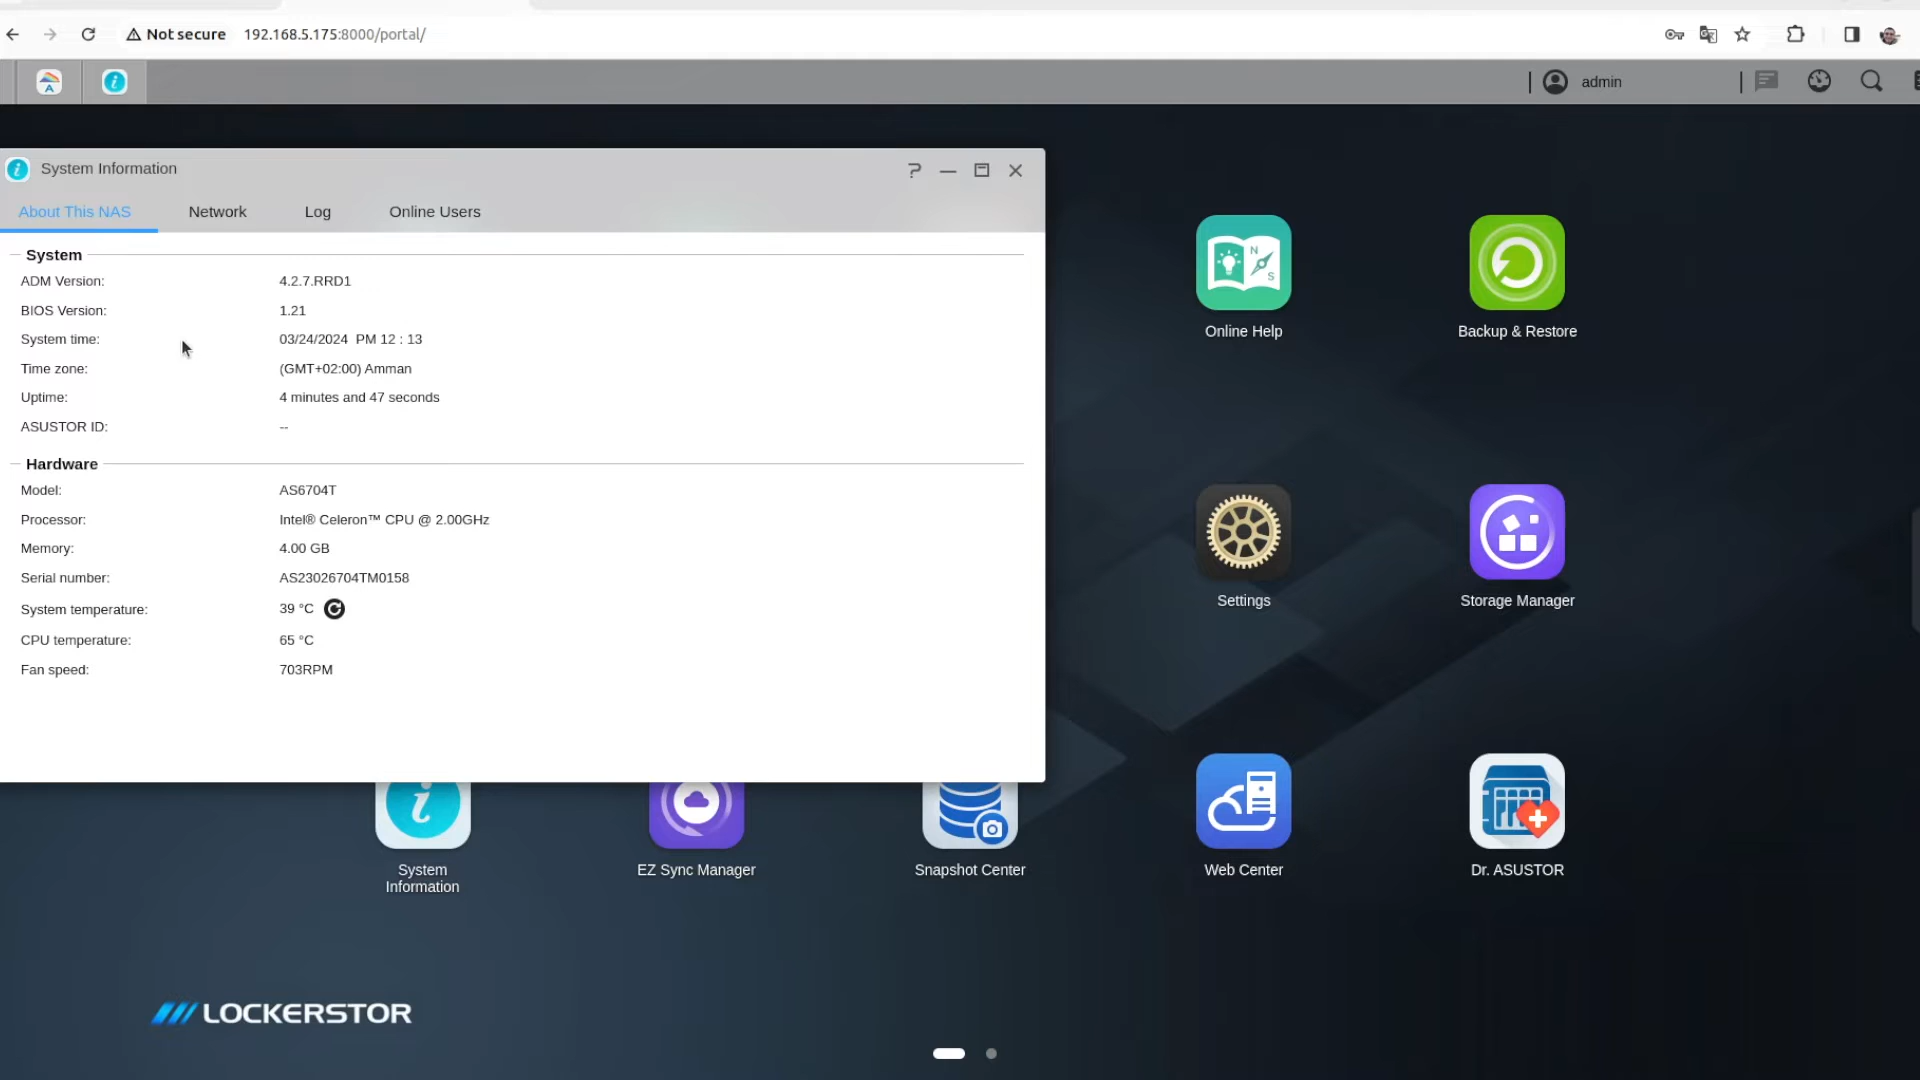 Not secure 192.168.5.175:8000/portal/
admin
System Information
About This NAS Network Log Online Users
System
ADM Version: 4.2.7.RRD1
BIOS Version: 1.21
System time: 03/24/2024 PM 12 : 13
Time zone: (GMT+02:00) Amman
Uptime: 4 minutes and 47 seconds
ASUSTOR ID: --
Hardware
Model: AS6704T
Processor: Intel® Celeron™ CPU @ 2.00GHz
Memory: 4.00 GB
Serial number: AS23026704TM0158
System temperature: 39 °C
CPU temperature: 65 °C
Fan speed: 703RPM
Online Help
Backup & Restore
Settings
Storage Manager
System
Information
EZ Sync Manager
Snapshot Center
Web Center
Dr. ASUSTOR
LOCKERSTOR